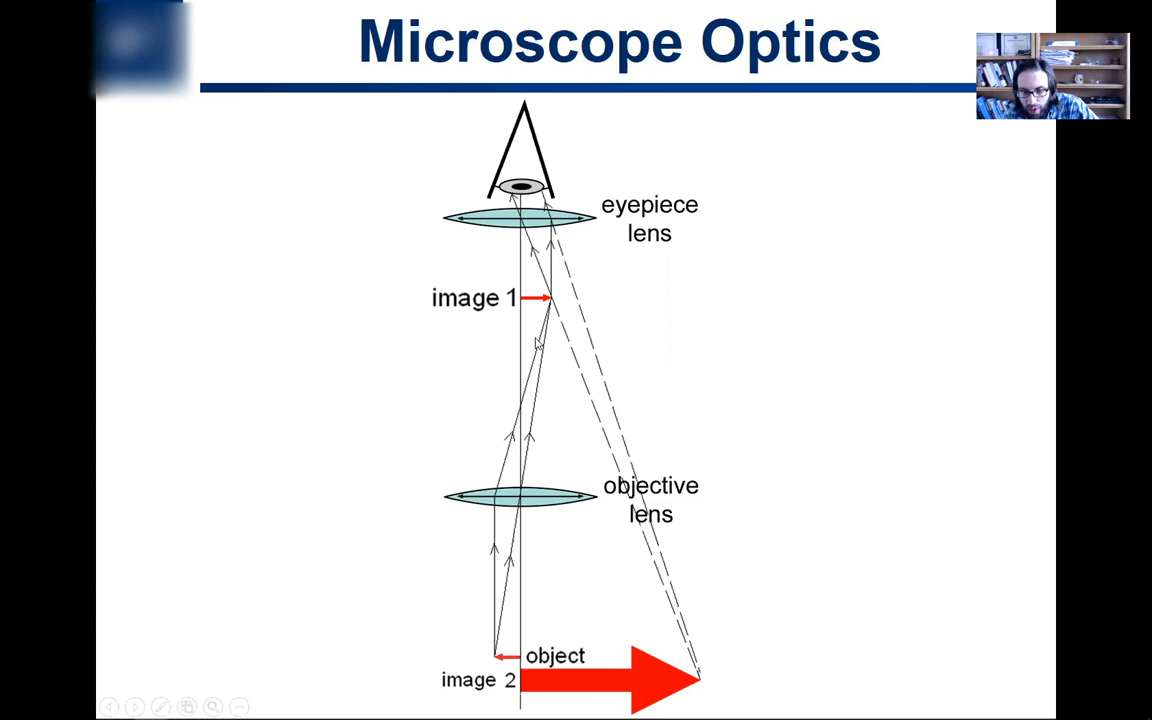 Microscope Optics
eyepiece
lens
image 1
objective
lens
object
image 2